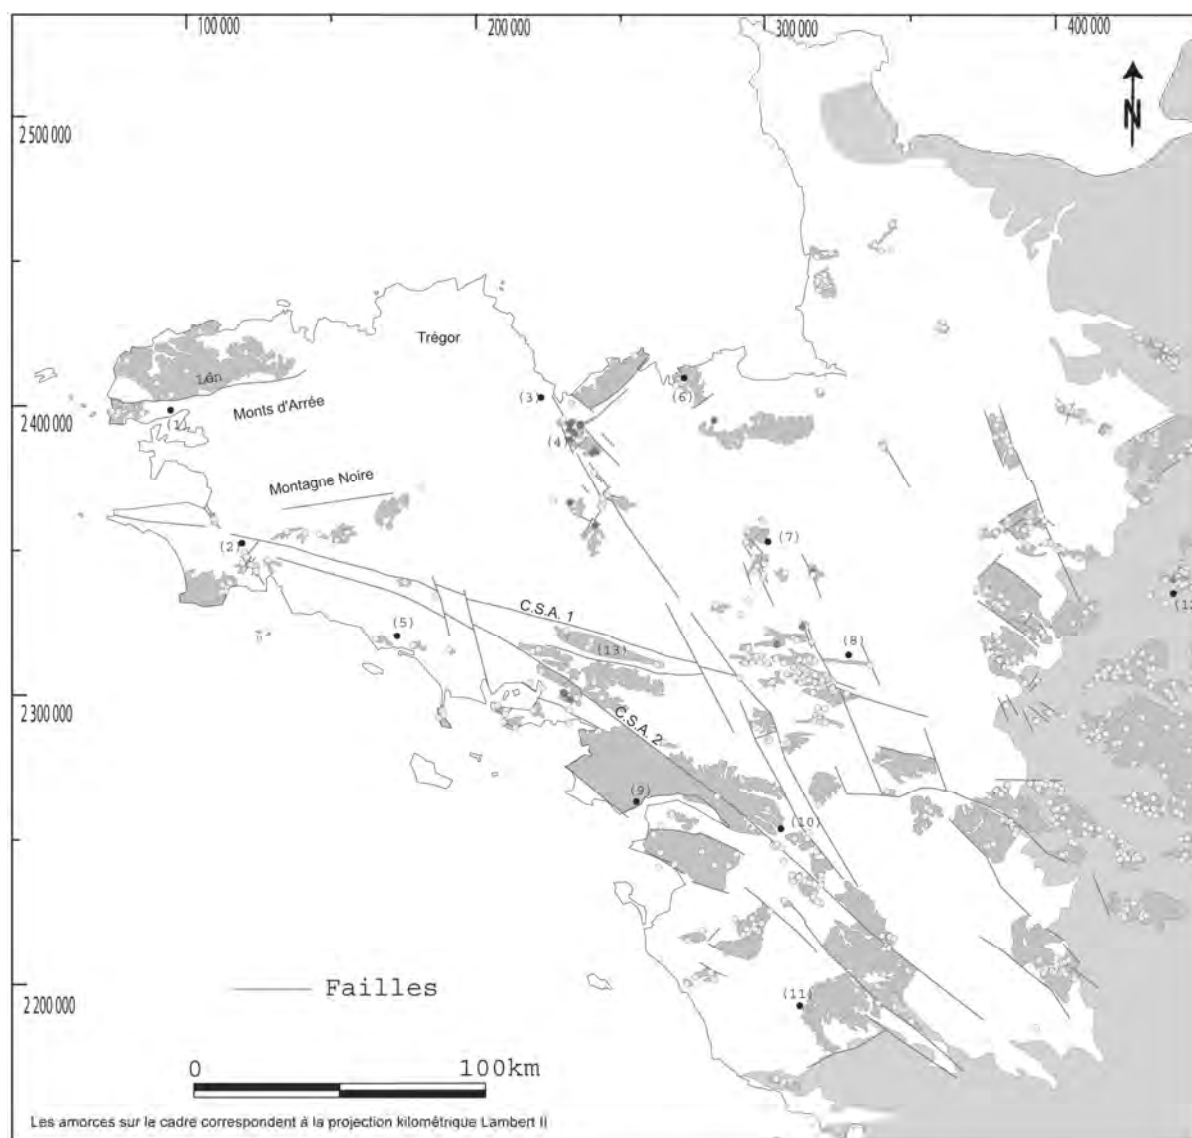 100 000
200 000
300 000
400 000
N
2 500 000
Trégor
Lén
2 400 000
Monts d'Arrée
(1)
(3)
(6)
(4)
Montagne Noire
(2)
(7)
(12
C.S.A. 1
(5)
(13)
(8)
2 300 000
C.S.A. 2
(9)
(10)
Failles
(11)
2 200 000
0
100km
Les amorces sur le cadre correspondent à la projection kilométrique Lambert II